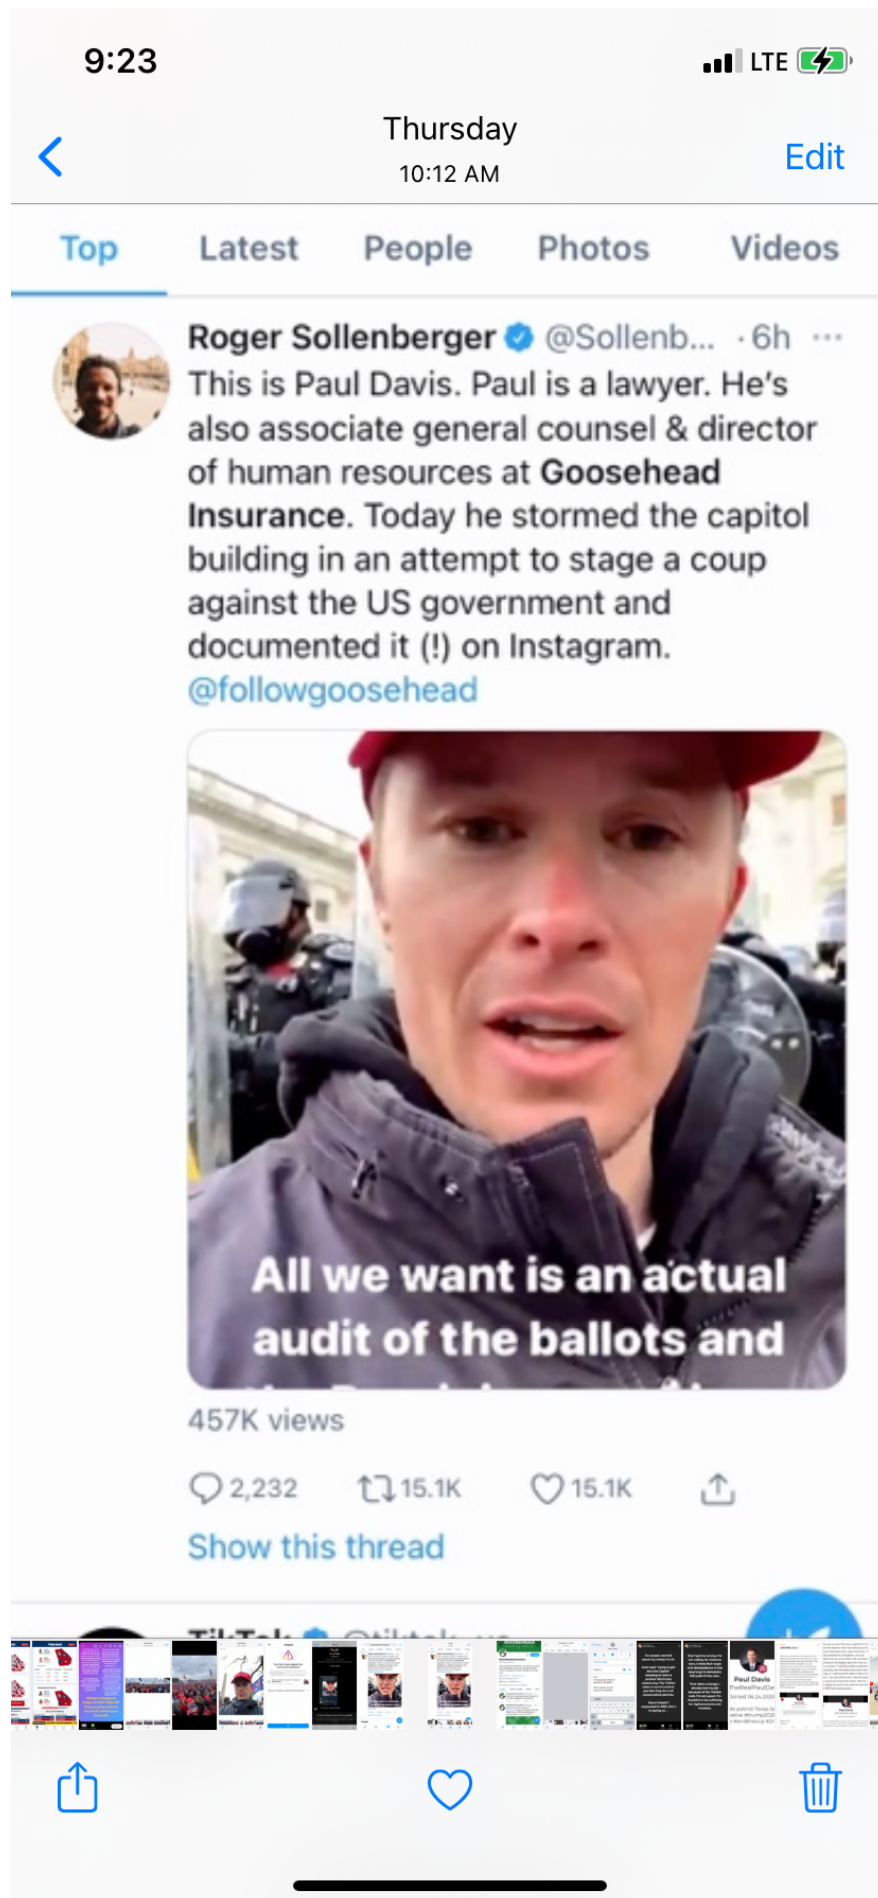 9:23
LTE
Thursday
Edit
10:12 AM
Top Latest People Photos Videos
Roger Sollenberger @Sollenb... · 6h ...
This is Paul Davis. Paul is a lawyer. He's
also associate general counsel & director
of human resources at Goosehead
Insurance. Today he stormed the capitol
building in an attempt to stage a coup
against the US government and
documented it (!) on Instagram.
@followgoosehead
All we want is an actual
audit of the ballots and
457K views
2,232 15.1K 15.1K
Show this thread
TikTok
Paul Davis